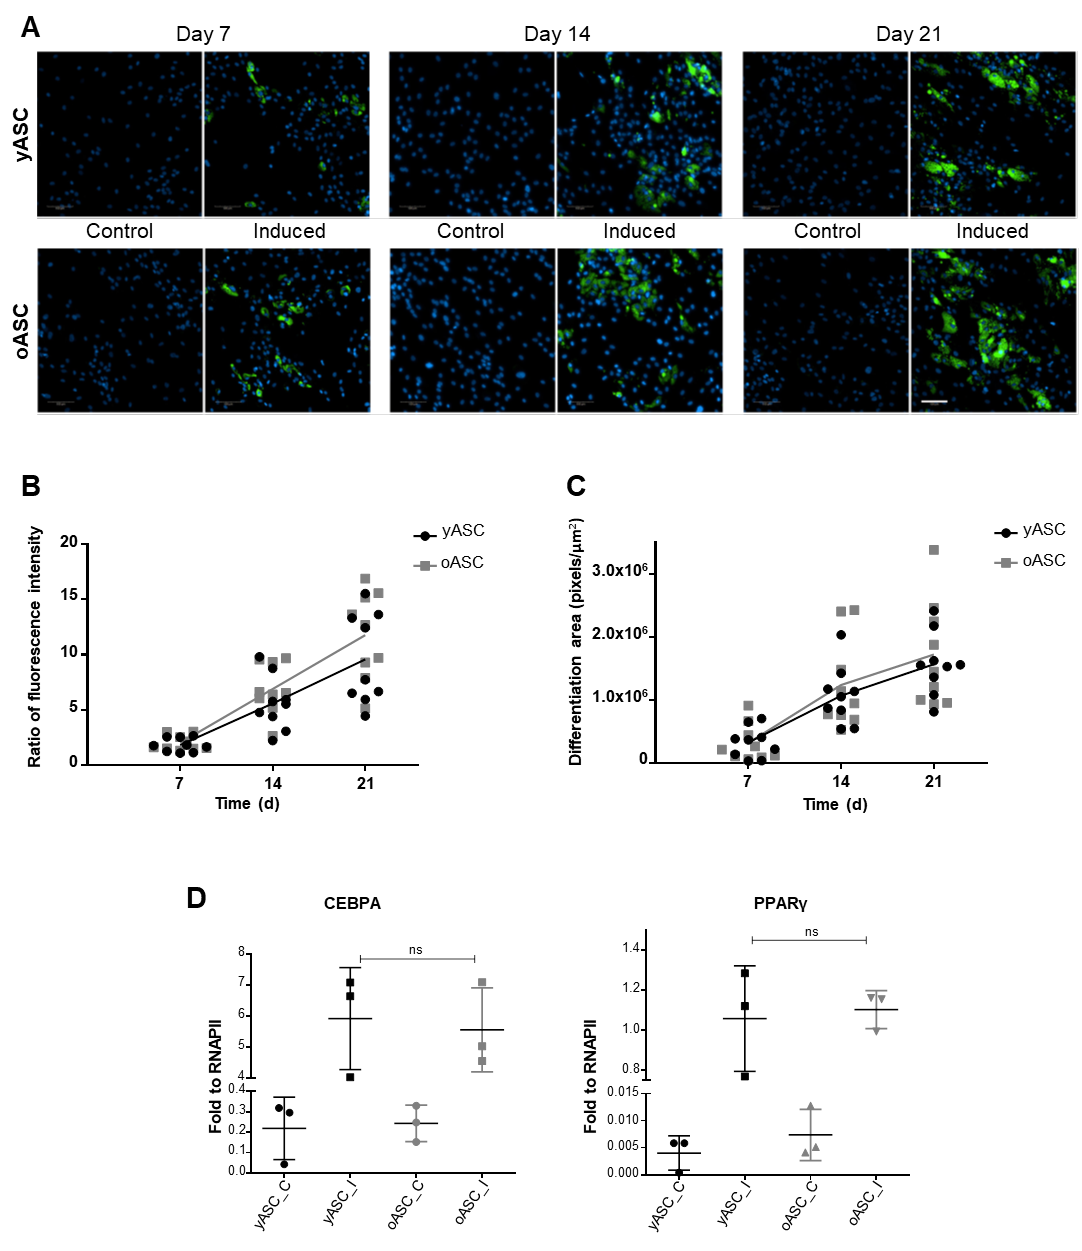 A
Day 7
Day 14
Day 21
yASC
Control
Induced
Control
Induced
Control
Induced
oASC
B
Ratio of fluorescence intensity
20
15
10
5
0
7
14
21
Time (d)
yASC
oASC
C
Differentiation area (pixels/µm²)
3.0x10⁶
2.0x10⁶
1.0x10⁶
0
7
14
21
Time (d)
yASC
oASC
D
CEBPA
ns
Fold to RNAPII
8
7
6
5
4
0.4
0.3
0.2
0.1
0.0
yASC_C
yASC_I
oASC_C
oASC_I
PPARγ
ns
Fold to RNAPII
1.4
1.2
1.0
0.8
0.015
0.010
0.005
0.000
yASC_C
yASC_I
oASC_C
oASC_I